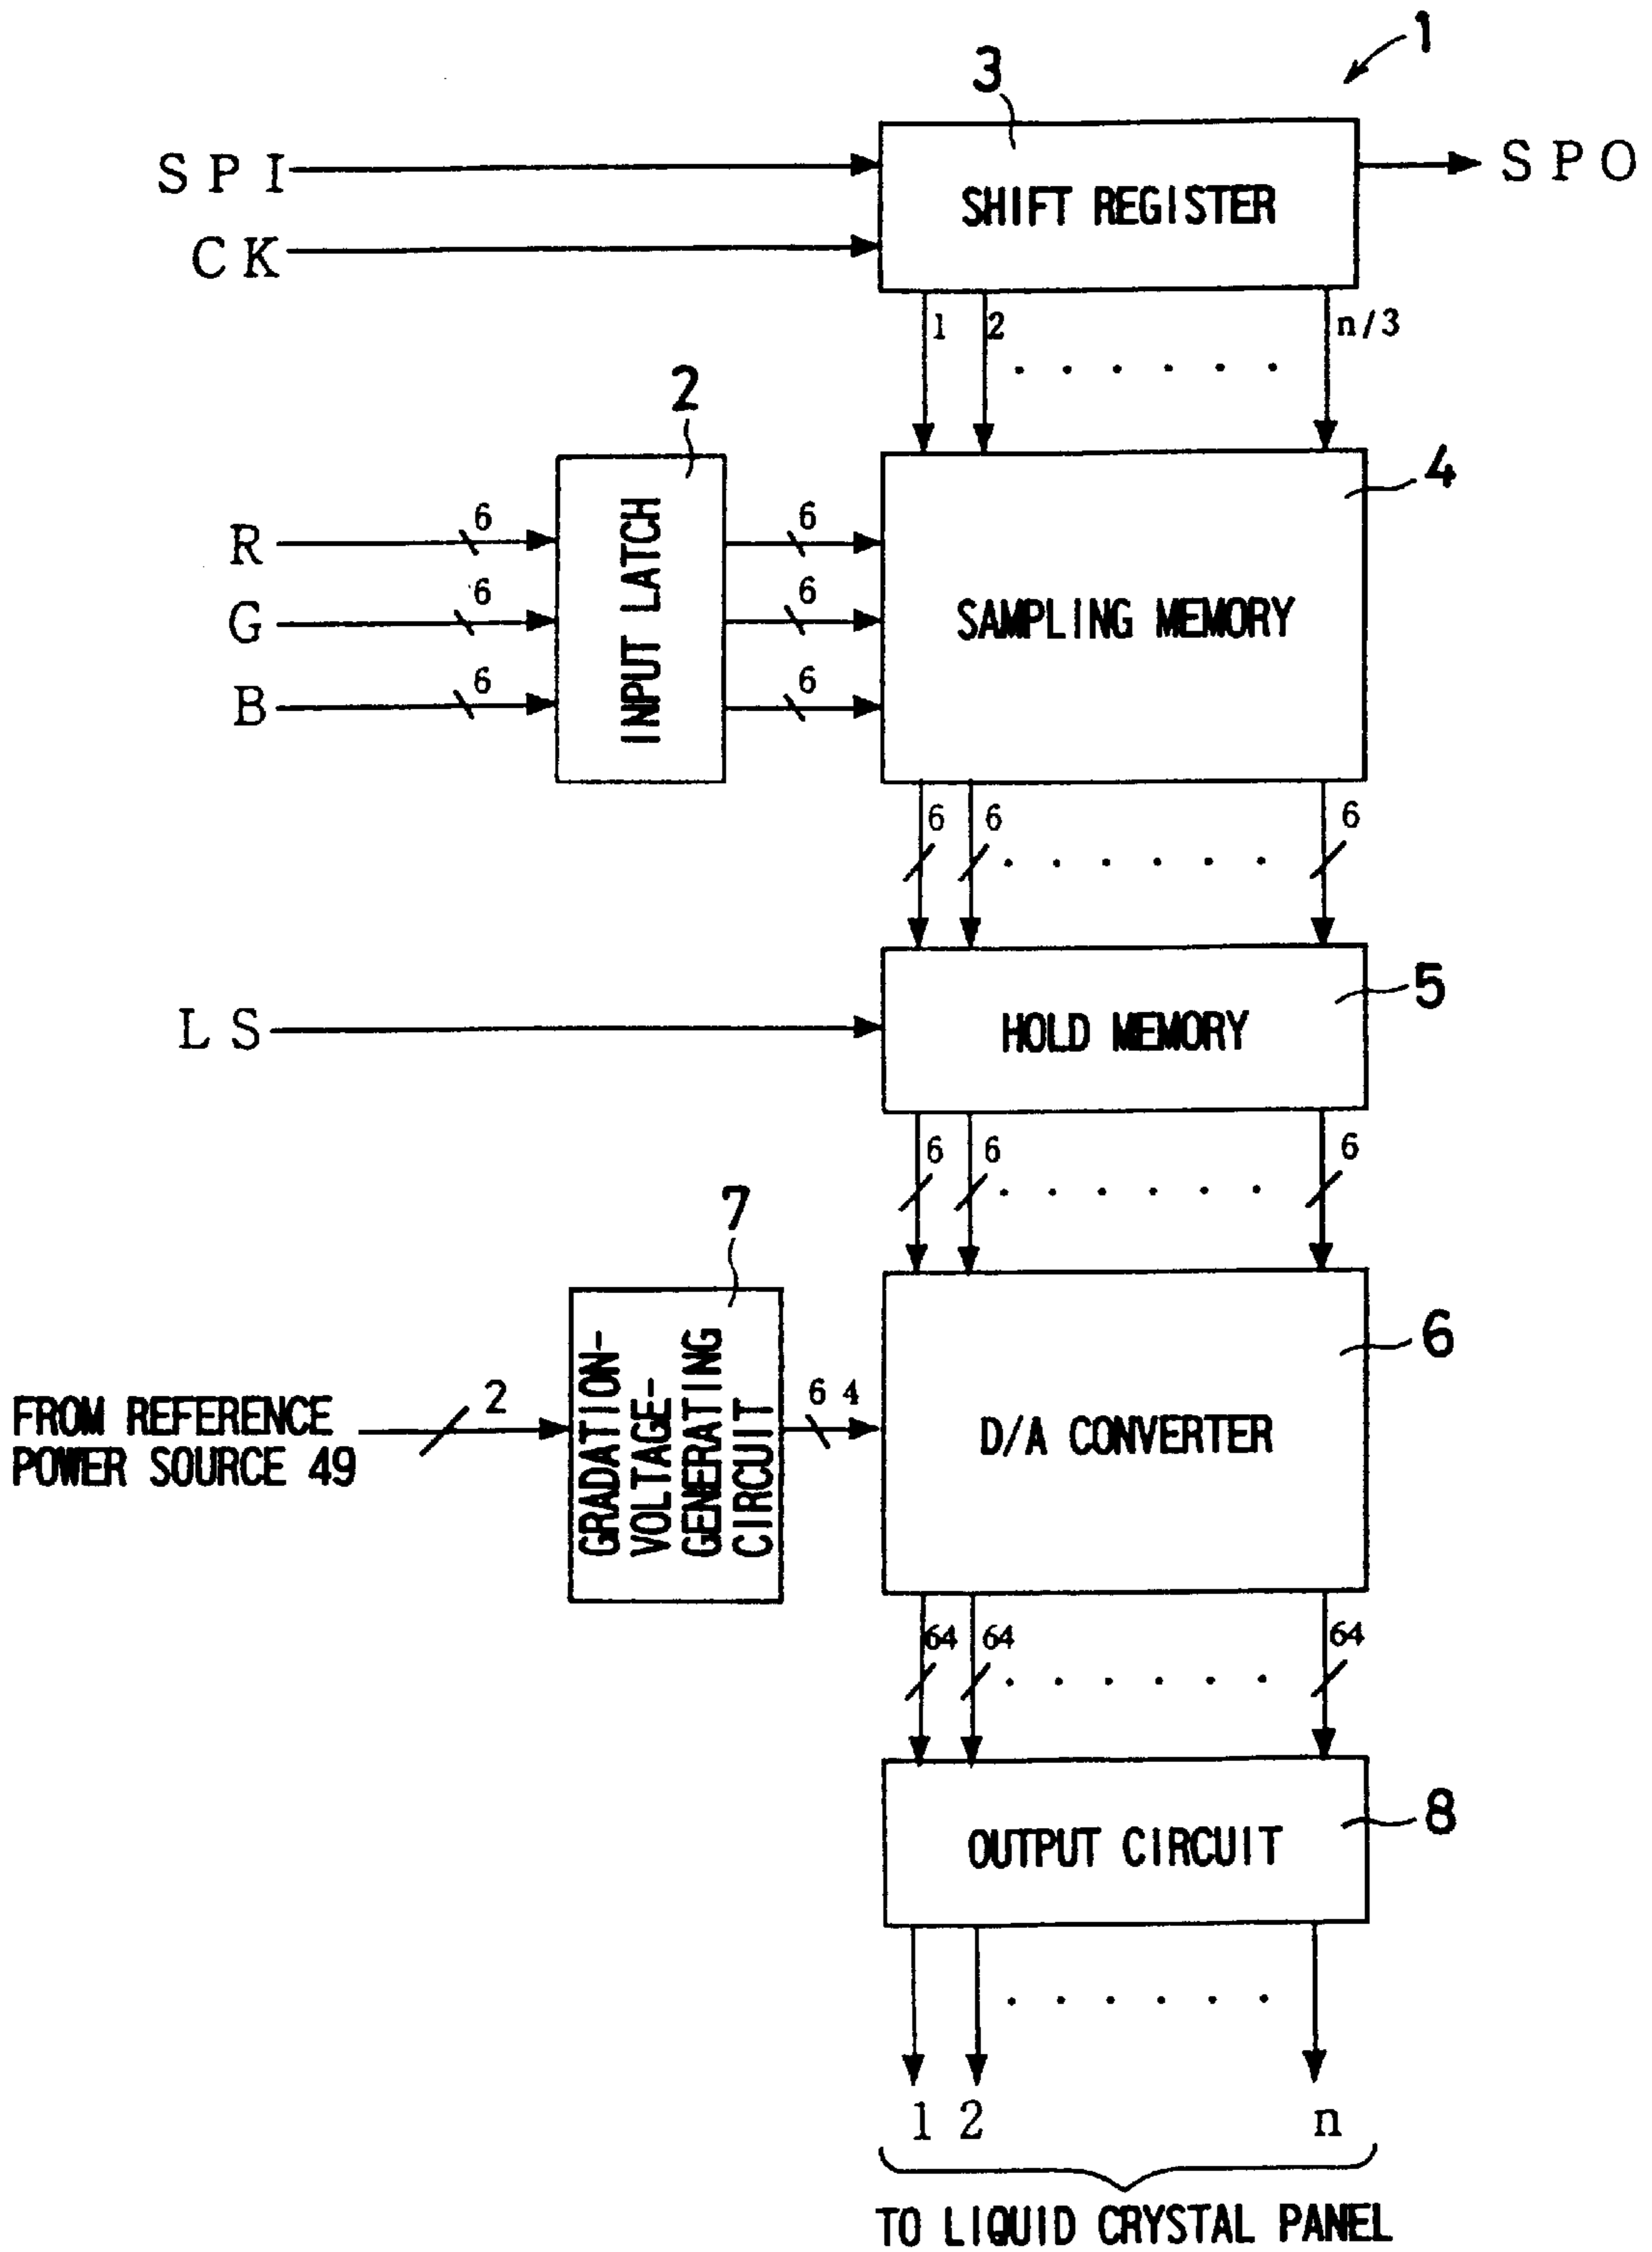 1
3
SPI
SHIFT REGISTER
SPO
CK
1 2 n/3
2
4
R 6 6
G 6 6
B 6 6
INPUT LATCH
SAMPLING MEMORY
6 6 6
5
LS
HOLD MEMORY
6 6 6
7
6
FROM REFERENCE
POWER SOURCE 49
2
GRADATION-
VOLTAGE-
GENERATING
CIRCUIT
64
D/A CONVERTER
64 64 64
8
OUTPUT CIRCUIT
1 2 n
TO LIQUID CRYSTAL PANEL